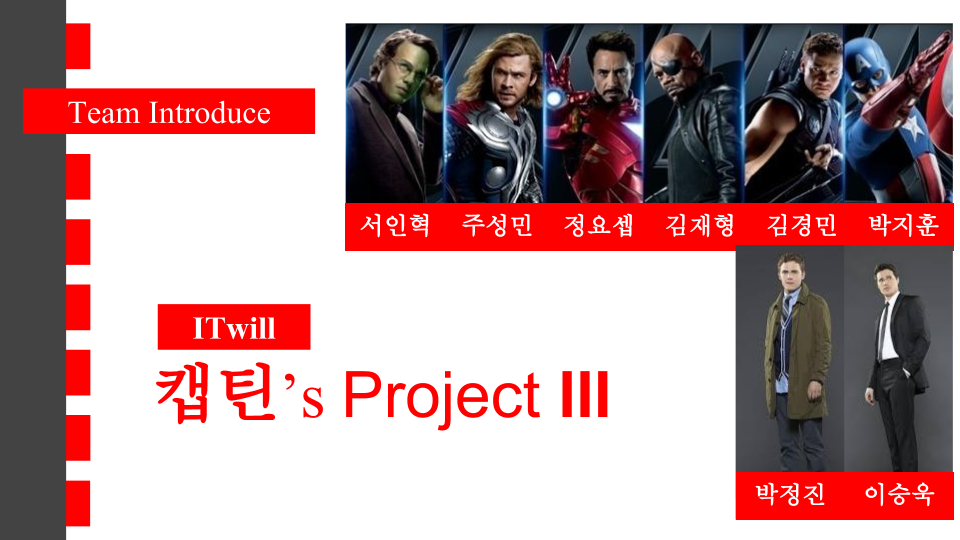 Team Introduce
서인혁 주성민 정요셉 김재형 김경민 박지훈
ITwill
캡틴’s Project III
박정진 이승욱